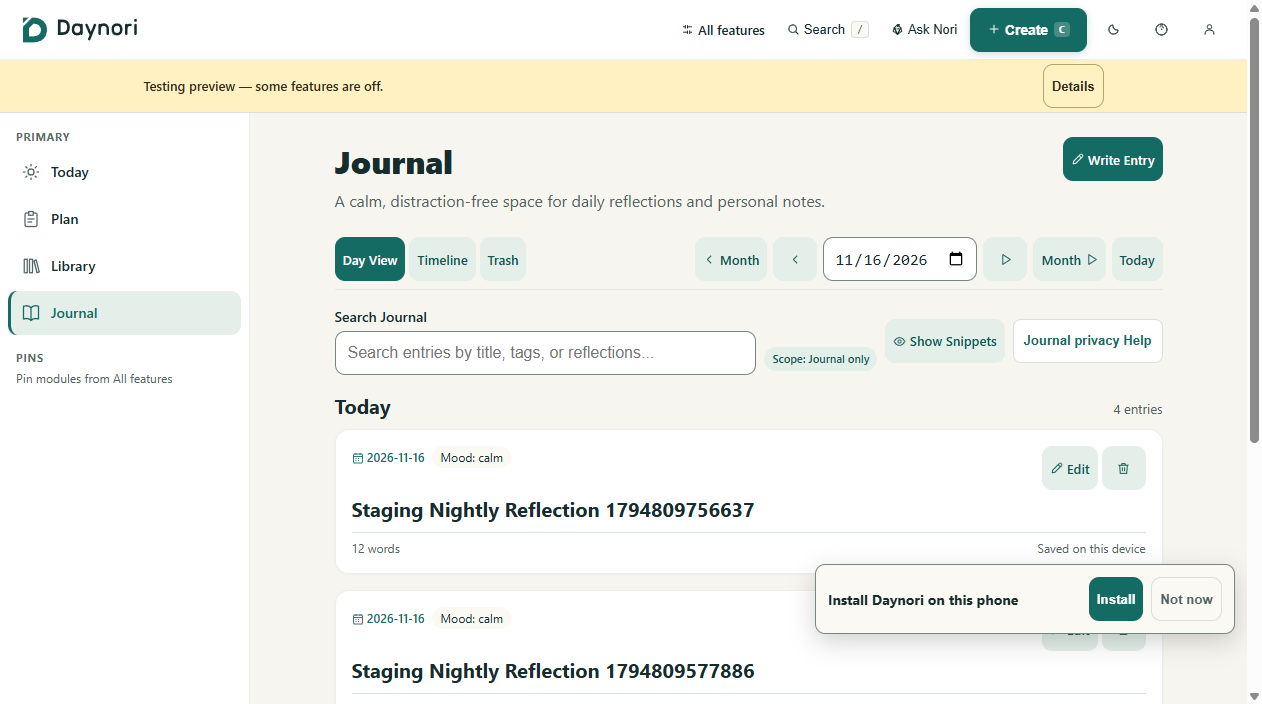 Daynori
All features
Search /
Ask Nori
+ Create C
Testing preview — some features are off.
Details
PRIMARY
Today
Plan
Library
Journal
PINS
Pin modules from All features
Journal
Write Entry
A calm, distraction-free space for daily reflections and personal notes.
Day View
Timeline
Trash
Month
11/16/2026
Month
Today
Search Journal
Search entries by title, tags, or reflections...
Scope: Journal only
Show Snippets
Journal privacy Help
Today
4 entries
2026-11-16
Mood: calm
Edit
Staging Nightly Reflection 1794809756637
12 words
Saved on this device
Install Daynori on this phone
Install
Not now
2026-11-16
Mood: calm
Staging Nightly Reflection 1794809577886